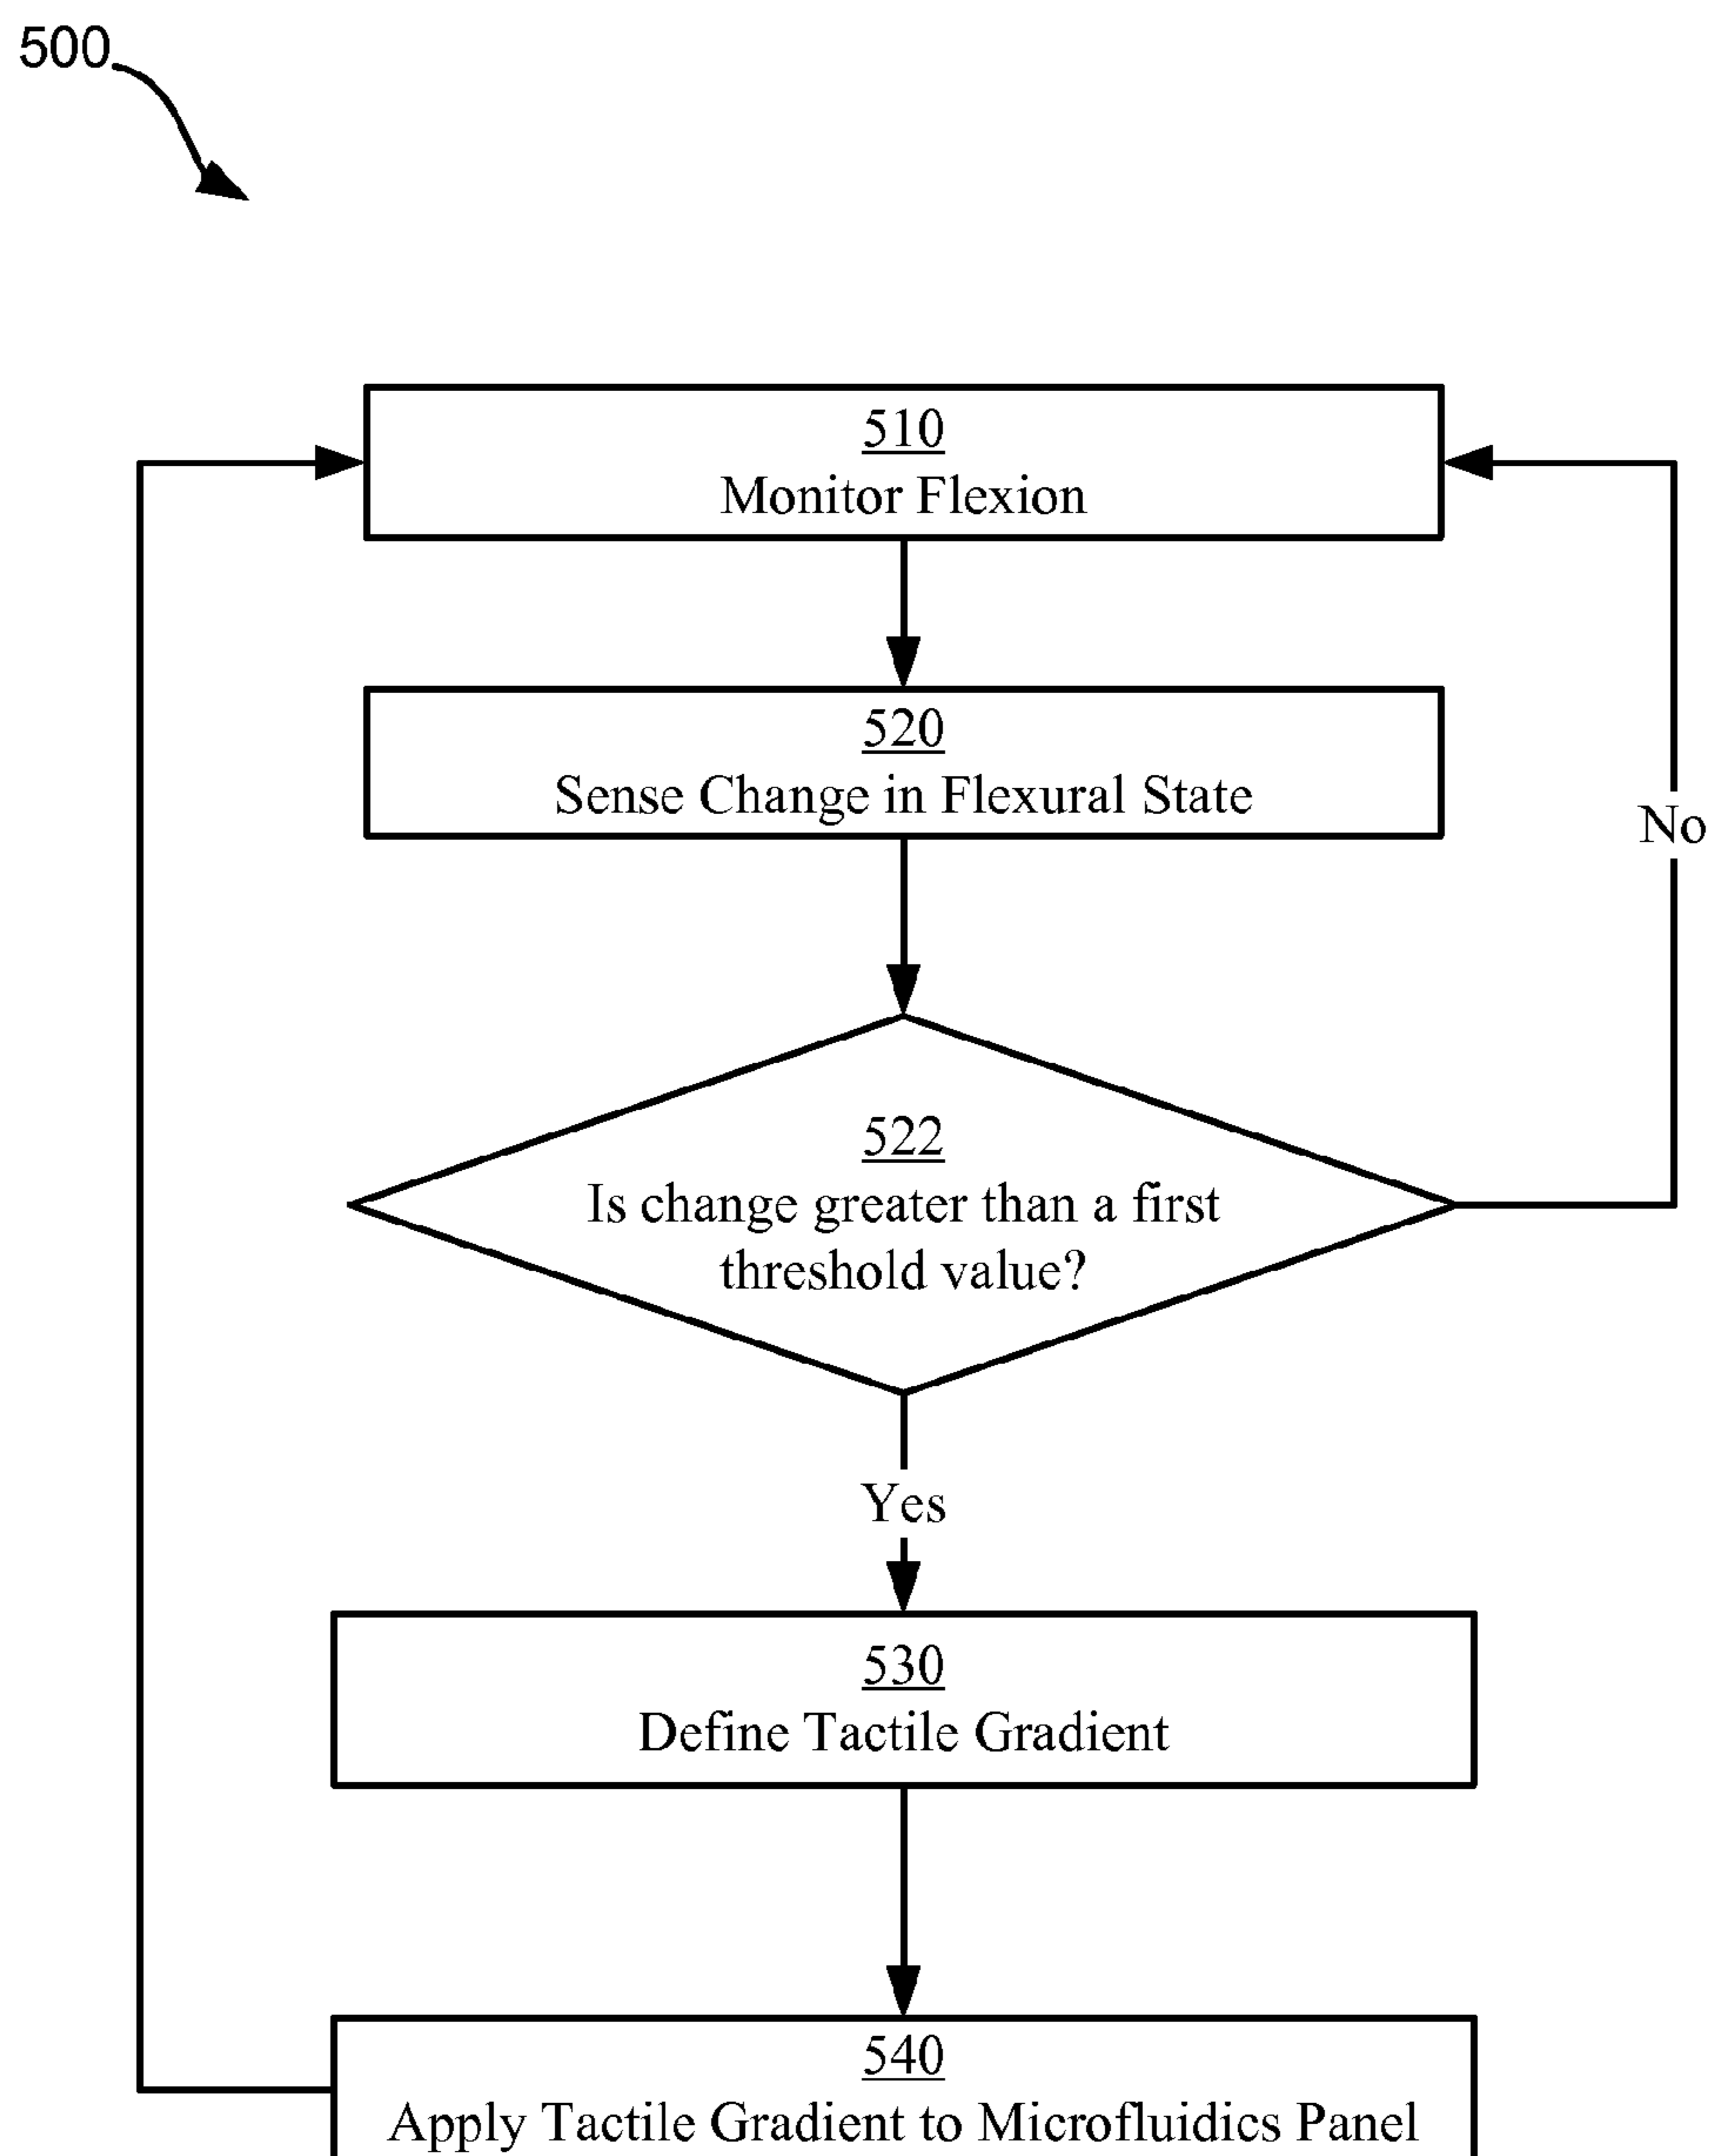 500
510
Monitor Flexion
520
Sense Change in Flexural State
No
522
Is change greater than a first
threshold value?
Yes
530
Define Tactile Gradient
540
Apply Tactile Gradient to Microfluidics Panel